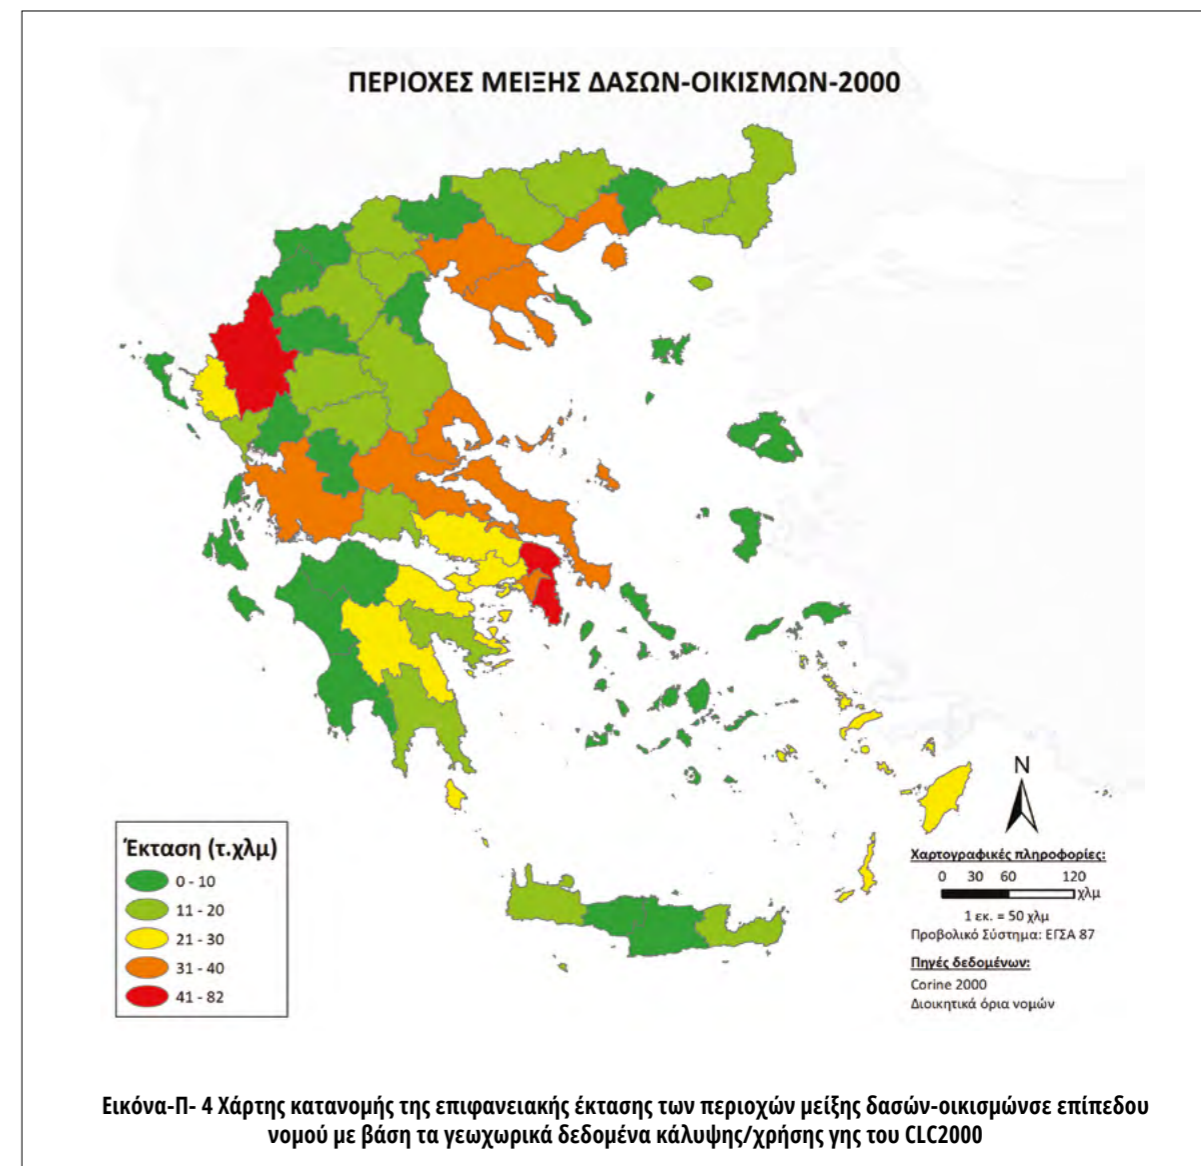 ΠΕΡΙΟΧΕΣ ΜΕΙΞΗΣ ΔΑΣΩΝ-ΟΙΚΙΣΜΩΝ-2000
N
Έκταση (τ.χλμ)
0 - 10
11 - 20
21 - 30
31 - 40
41 - 82
Χαρτογραφικές πληροφορίες:
0 30 60 120
χλμ
1 εκ. = 50 χλμ
Προβολικό Σύστημα: ΕΓΣΑ 87
Πηγές δεδομένων:
Corine 2000
Διοικητικά όρια νομών
Εικόνα-Π- 4 Χάρτης κατανομής της επιφανειακής έκτασης των περιοχών μείξης δασών-οικισμώνσε επίπεδου
νομού με βάση τα γεωχωρικά δεδομένα κάλυψης/χρήσης γης του CLC2000